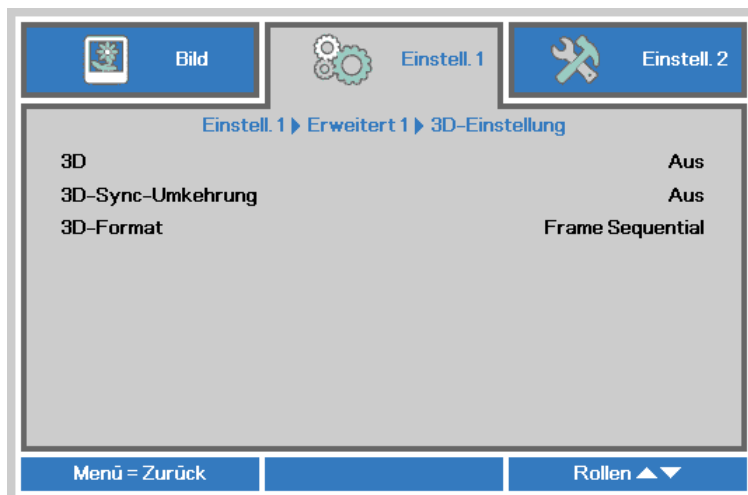 Bild
Einstell. 1
Einstell. 2
Einstell. 1 ▶ Erweitert 1 ▶ 3D-Einstellung
3D Aus
3D-Sync-Umkehrung Aus
3D-Format Frame Sequential
Menü = Zurück
Rollen ▲▼